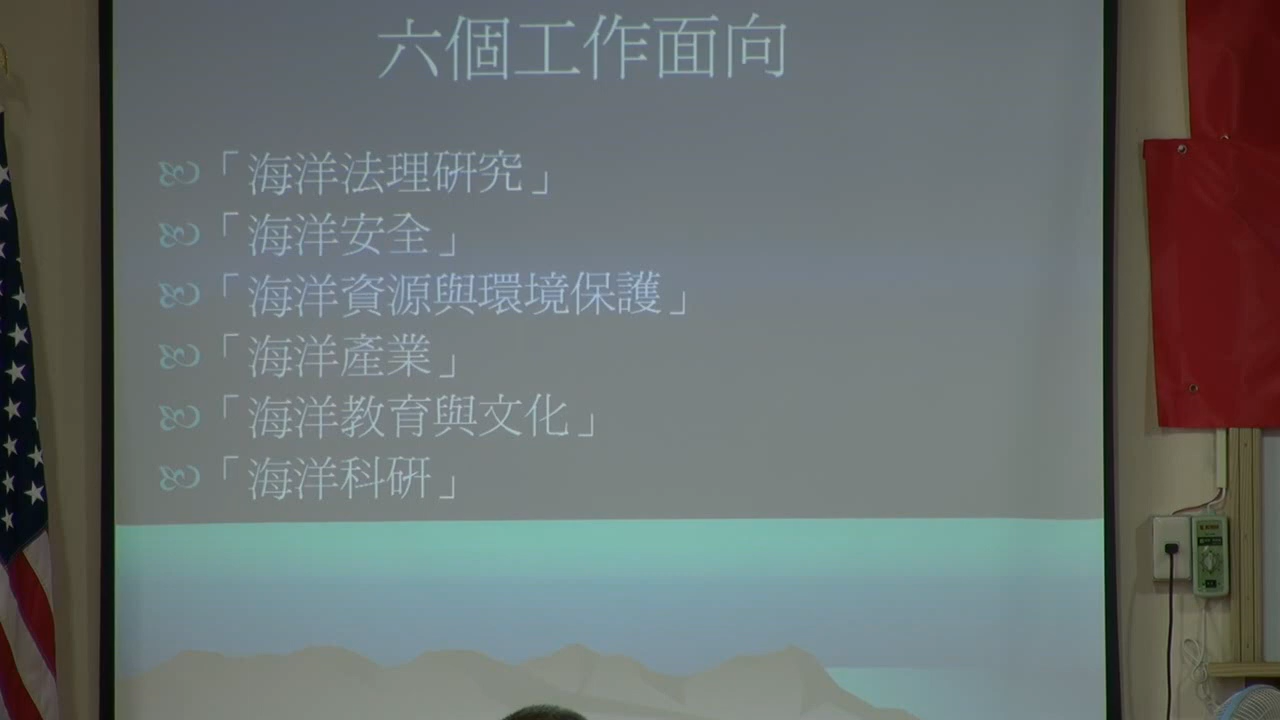 六個工作面向
「海洋法理研究」
「海洋安全」
「海洋資源與環境保護」
「海洋產業」
「海洋教育與文化」
「海洋科研」